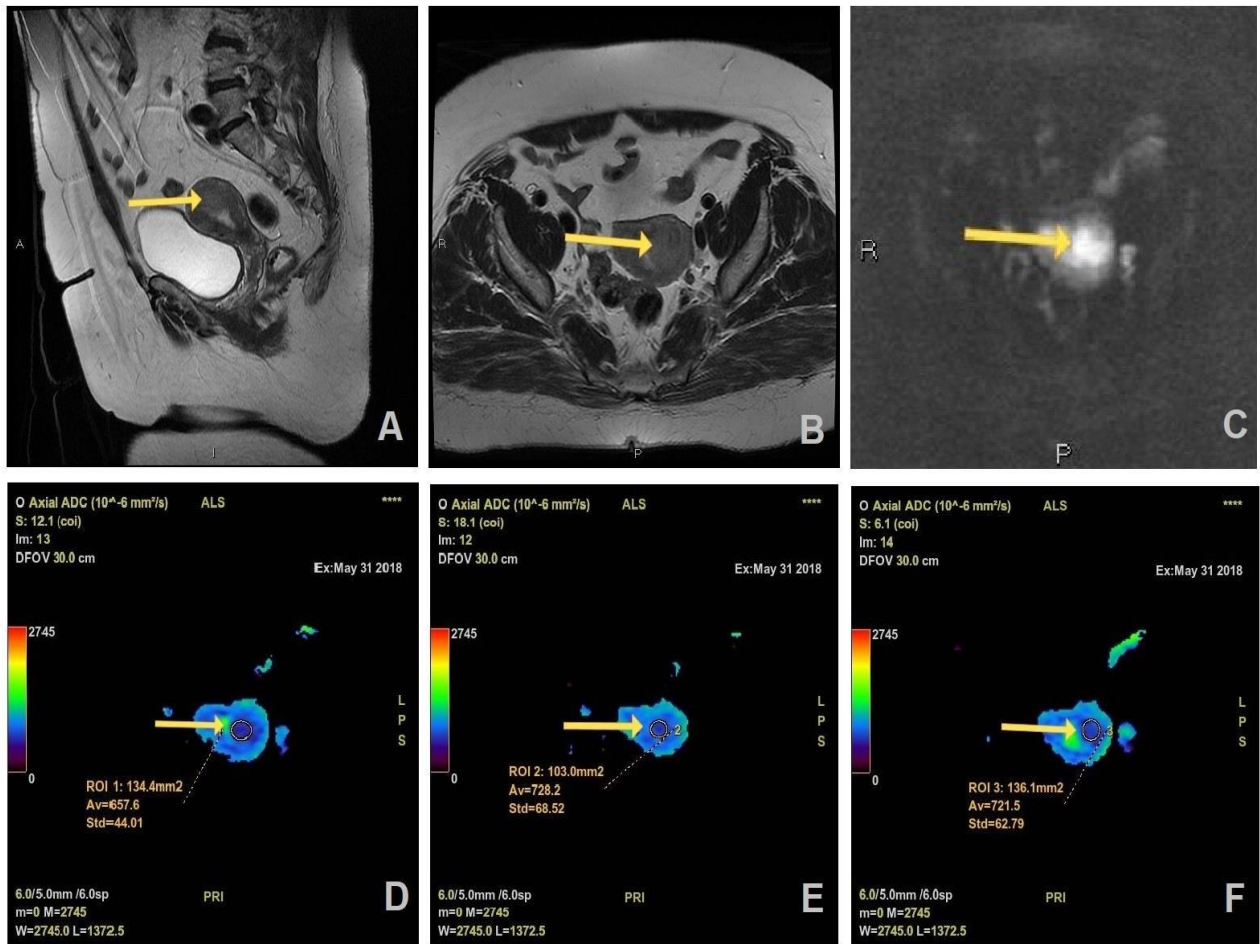 A
I
A
R
P
B
R
P
C
O Axial ADC (10^-6 mm²/s) ALS ****
S: 12.1 (coi)
Im: 13
DFOV 30.0 cm
Ex:May 31 2018
2745
L
P
S
0
ROI 1: 134.4mm2
Av=657.6
Std=44.01
6.0/5.0mm /6.0sp PRI
m=0 M=2745
W=2745.0 L=1372.5
D
O Axial ADC (10^-6 mm²/s) ALS ****
S: 18.1 (coi)
Im: 12
DFOV 30.0 cm
Ex:May 31 2018
2745
L
P
S
2
0
ROI 2: 103.0mm2
Av=728.2
Std=68.52
6.0/5.0mm /6.0sp PRI
m=0 M=2745
W=2745.0 L=1372.5
E
O Axial ADC (10^-6 mm²/s) ALS ****
S: 6.1 (coi)
Im: 14
DFOV 30.0 cm
Ex:May 31 2018
2745
L
P
S
3
0
ROI 3: 136.1mm2
Av=721.5
Std=62.79
6.0/5.0mm /6.0sp PRI
m=0 M=2745
W=2745.0 L=1372.5
F